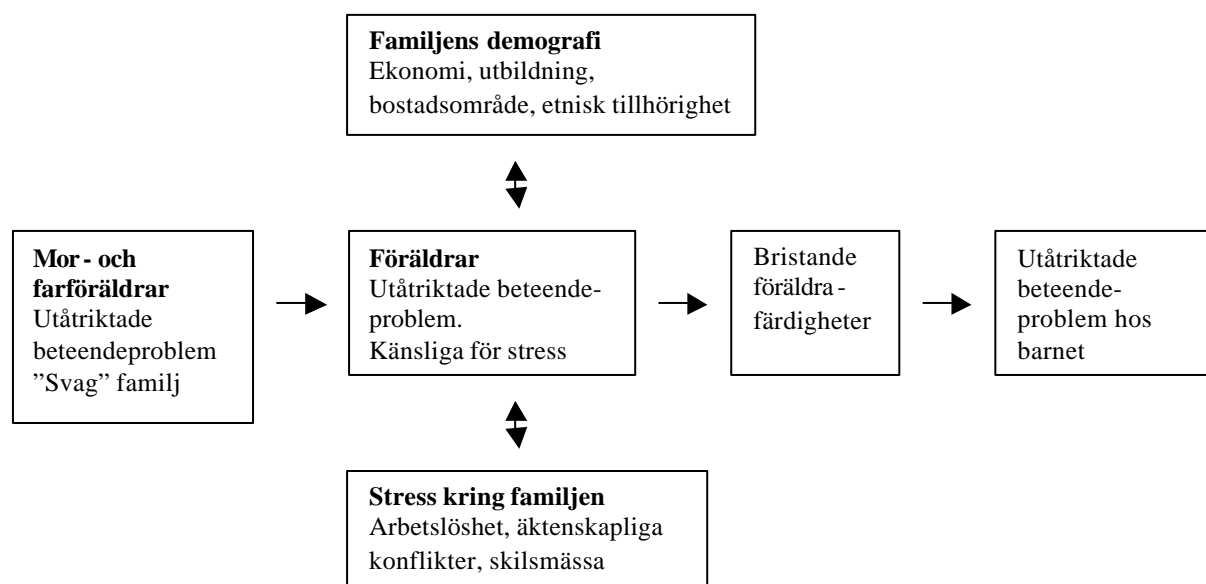 Familjens demografi
Ekonomi, utbildning,
bostadsområde, etnisk tillhörighet
Mor- och
farföräldrar
Utåtriktade
beteendeproblem
”Svag” familj
Föräldrar
Utåtriktade beteende-
problem.
Känsliga för stress
Bristande
föräldra-
färdigheter
Utåtriktade
beteende-
problem hos
barnet
Stress kring familjen
Arbetslöshet, äktenskapliga
konflikter, skilsmässa